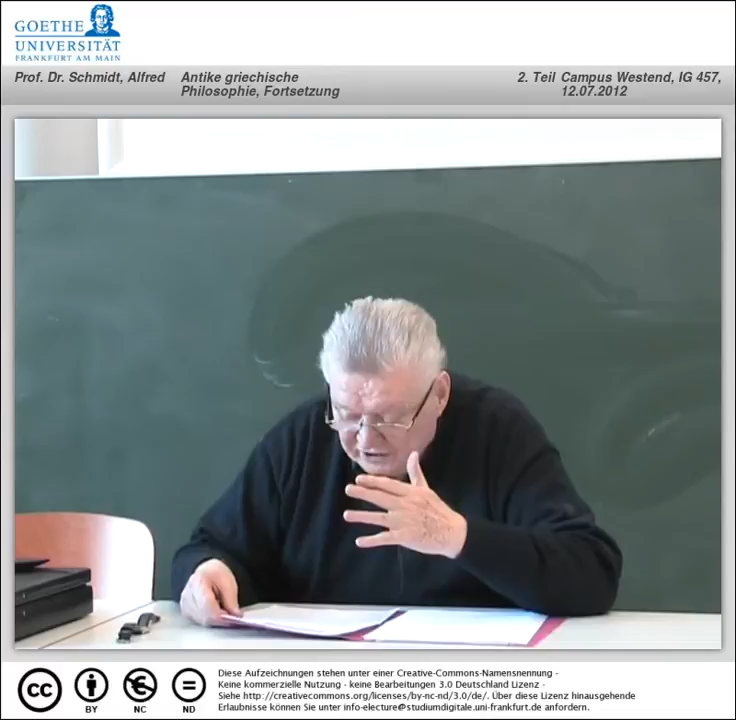 GOETHE
UNIVERSITÄT
FRANKFURT AM MAIN
Prof. Dr. Schmidt, Alfred Antike griechische 2. Teil Campus Westend, IG 457,
Philosophie, Fortsetzung 12.07.2012
cc BY NC ND
Diese Aufzeichnungen stehen unter einer Creative-Commons-Namensnennung -
Keine kommerzielle Nutzung - keine Bearbeitungen 3.0 Deutschland Lizenz -
Siehe http://creativecommons.org/licenses/by-nc-nd/3.0/de/. Über diese Lizenz hinausgehende
Erlaubnisse können Sie unter info-electure@studiumdigitale.uni-frankfurt.de anfordern.